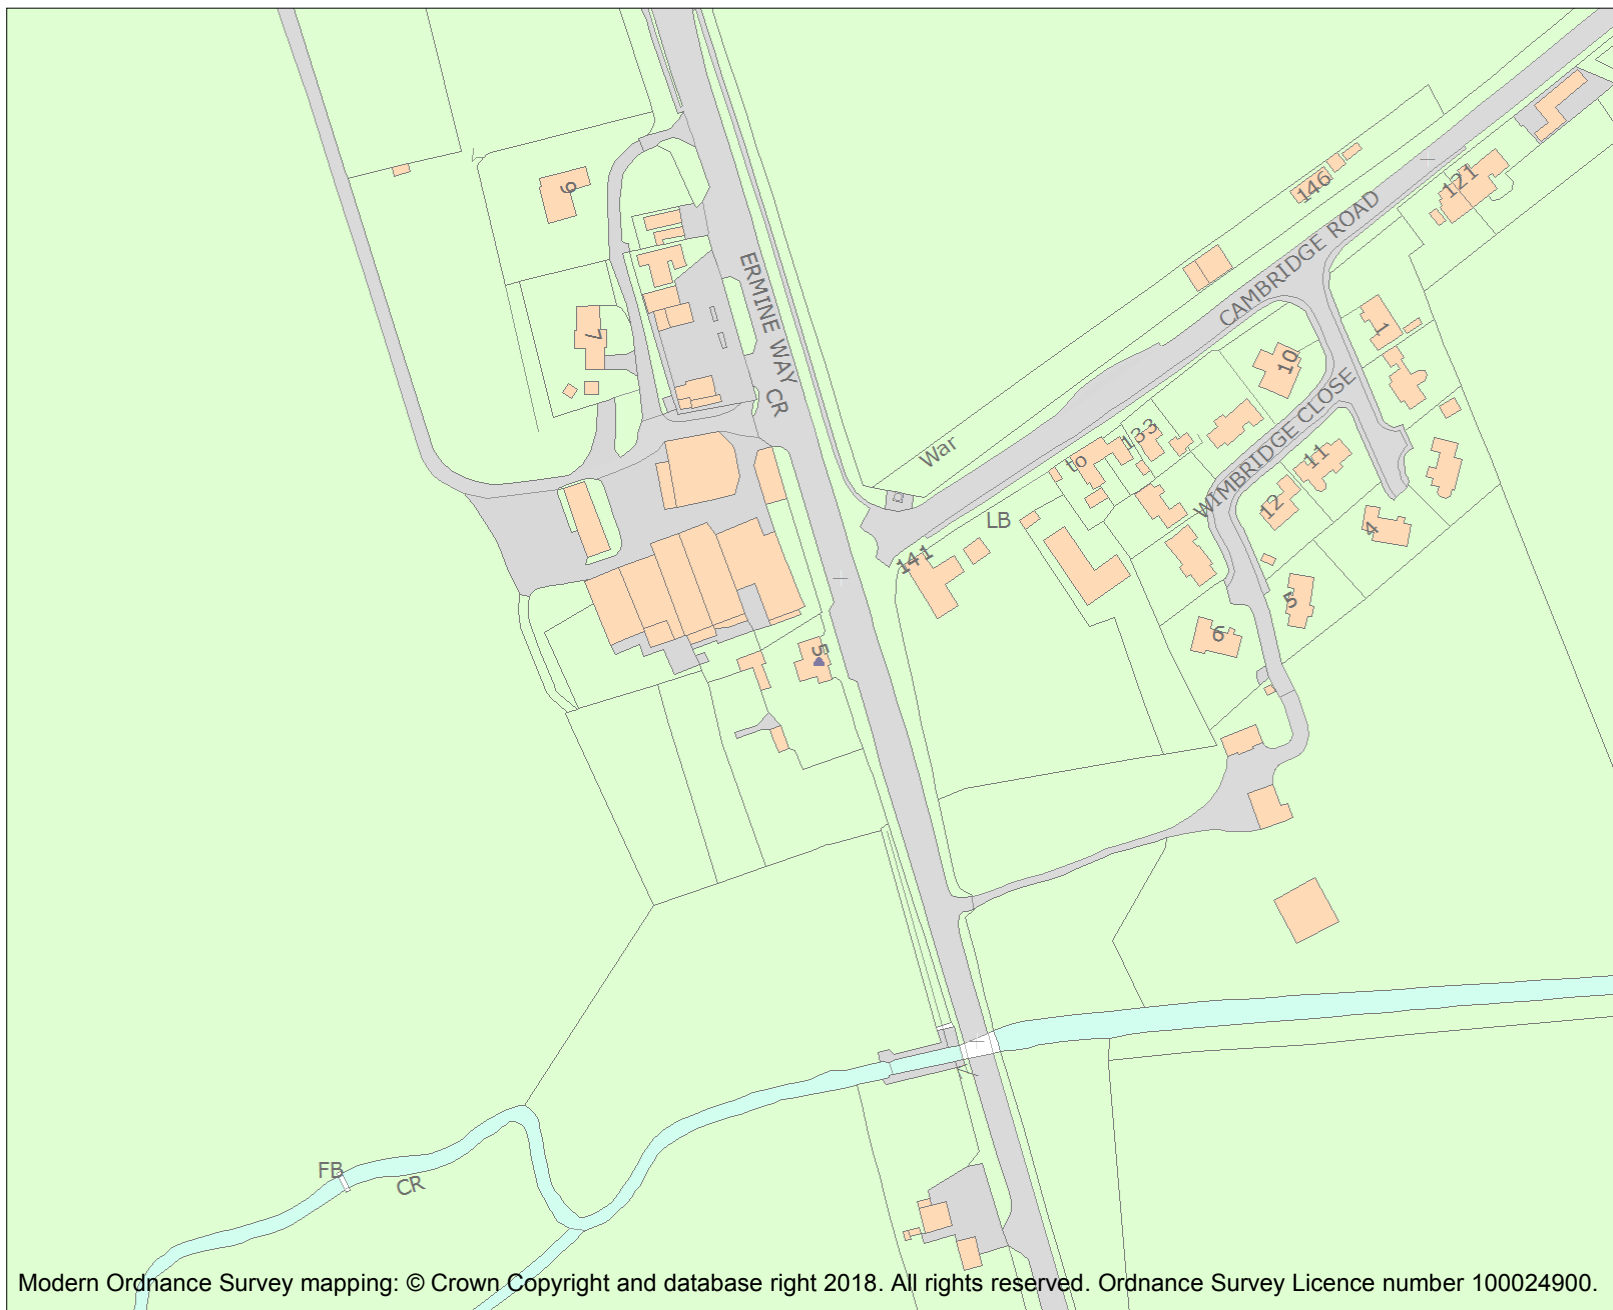 146
121
CAMBRIDGE ROAD
9
ERMINE WAY
CR
7
1
10
WIMBRIDGE CLOSE
133
to
War
11
12
LB
141
4
5
6
5
FB
CR
Modern Ordnance Survey mapping: © Crown Copyright and database right 2018. All rights reserved. Ordnance Survey Licence number 100024900.